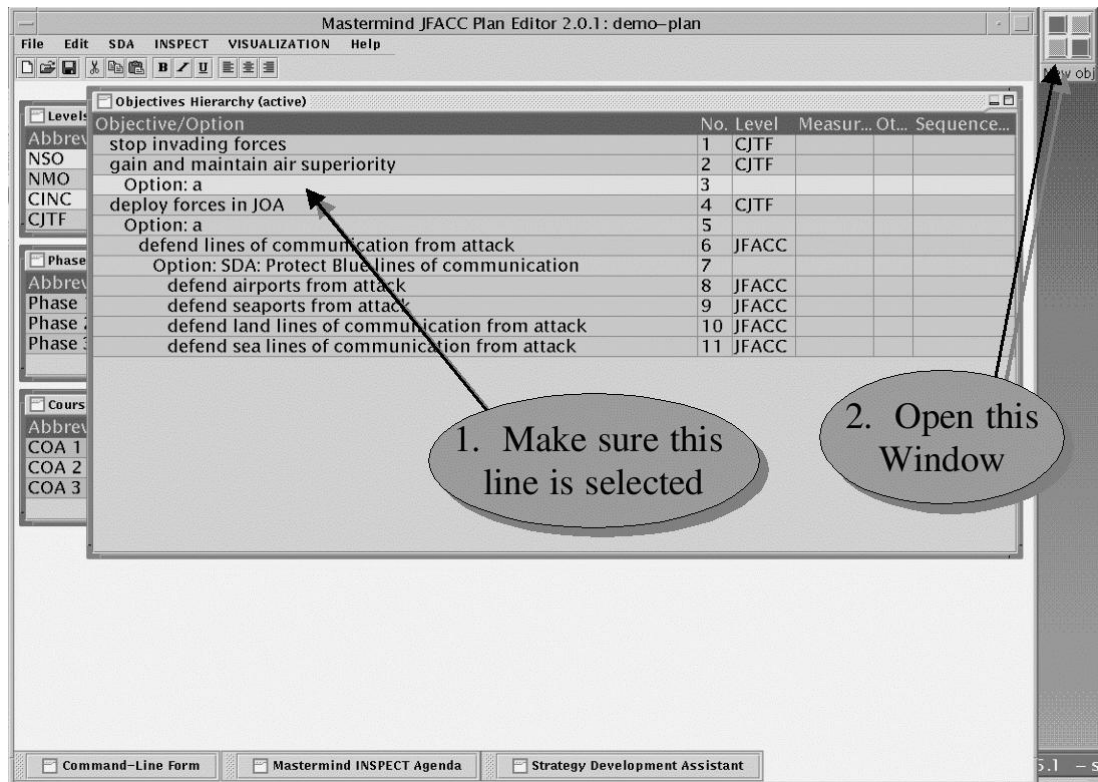 Mastermind JFACC Plan Editor 2.0.1: demo-plan
File Edit SDA INSPECT VISUALIZATION Help
B I U
New obj
Objectives Hierarchy (active)
Levels
Objective/Option No. Level Measur... Ot... Sequence...
Abbrev
stop invading forces 1 CJTF
NSO
gain and maintain air superiority 2 CJTF
NMO
Option: a 3
CINC
deploy forces in JOA 4 CJTF
CJTF
Option: a 5
defend lines of communication from attack 6 JFACC
Phase
Option: SDA: Protect Blue lines of communication 7
Abbrev
defend airports from attack 8 JFACC
Phase
defend seaports from attack 9 JFACC
Phase 2
defend land lines of communication from attack 10 JFACC
Phase 3
defend sea lines of communication from attack 11 JFACC
Cours
Abbrev
COA 1
COA 2
COA 3
1. Make sure this
line is selected
2. Open this
Window
Command-Line Form Mastermind INSPECT Agenda Strategy Development Assistant
5.1 – s